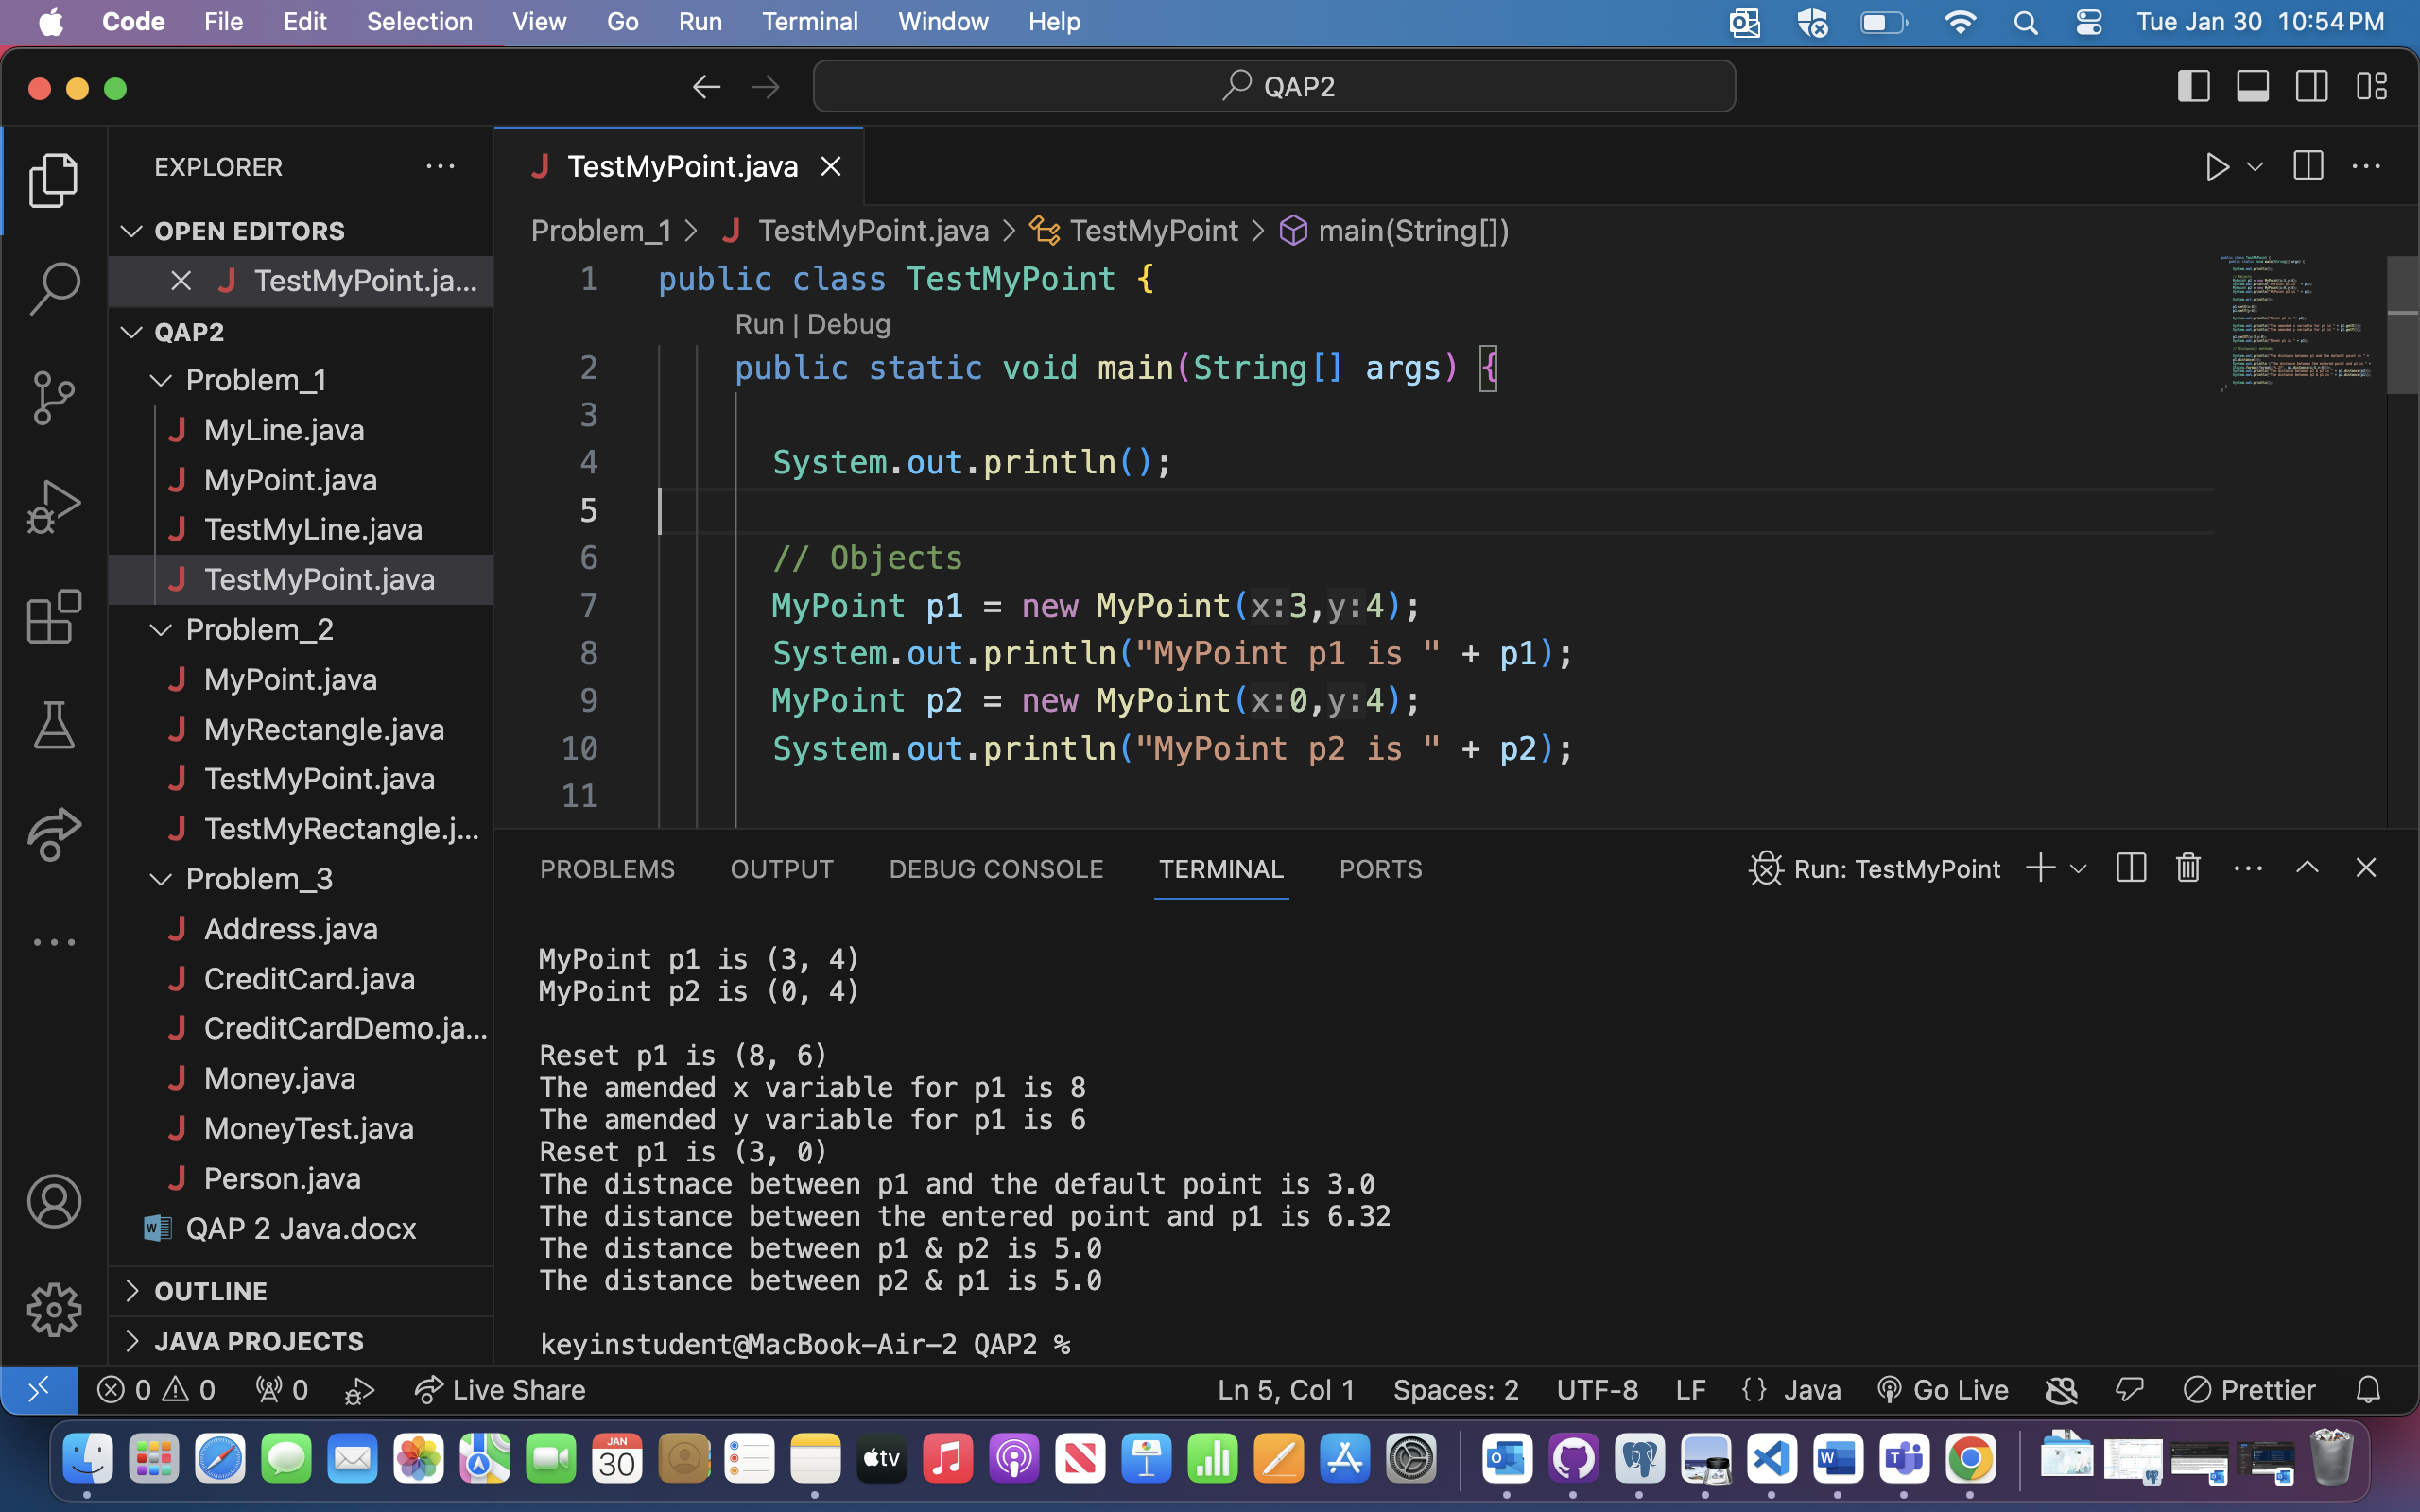 Code File Edit Selection View Go Run Terminal Window Help Tue Jan 30 10:54 PM
QAP2
EXPLORER
TestMyPoint.java
OPEN EDITORS
TestMyPoint.ja...
QAP2
Problem_1
MyLine.java
MyPoint.java
TestMyLine.java
TestMyPoint.java
Problem_2
MyPoint.java
MyRectangle.java
TestMyPoint.java
TestMyRectangle.j...
Problem_3
Address.java
CreditCard.java
CreditCardDemo.ja...
Money.java
MoneyTest.java
Person.java
QAP 2 Java.docx
OUTLINE
JAVA PROJECTS
Problem_1 > TestMyPoint.java > TestMyPoint > main(String[])
1 public class TestMyPoint {
Run | Debug
2 public static void main(String[] args) {
3
4 System.out.println();
5
6 // Objects
7 MyPoint p1 = new MyPoint(x:3,y:4);
8 System.out.println("MyPoint p1 is " + p1);
9 MyPoint p2 = new MyPoint(x:0,y:4);
10 System.out.println("MyPoint p2 is " + p2);
11
PROBLEMS OUTPUT DEBUG CONSOLE TERMINAL PORTS Run: TestMyPoint
MyPoint p1 is (3, 4)
MyPoint p2 is (0, 4)
Reset p1 is (8, 6)
The amended x variable for p1 is 8
The amended y variable for p1 is 6
Reset p1 is (3, 0)
The distnace between p1 and the default point is 3.0
The distance between the entered point and p1 is 6.32
The distance between p1 & p2 is 5.0
The distance between p2 & p1 is 5.0
keyinstudent@MacBook-Air-2 QAP2 %
0 0 0 Live Share Ln 5, Col 1 Spaces: 2 UTF-8 LF {} Java Go Live Prettier
JAN
30
tv